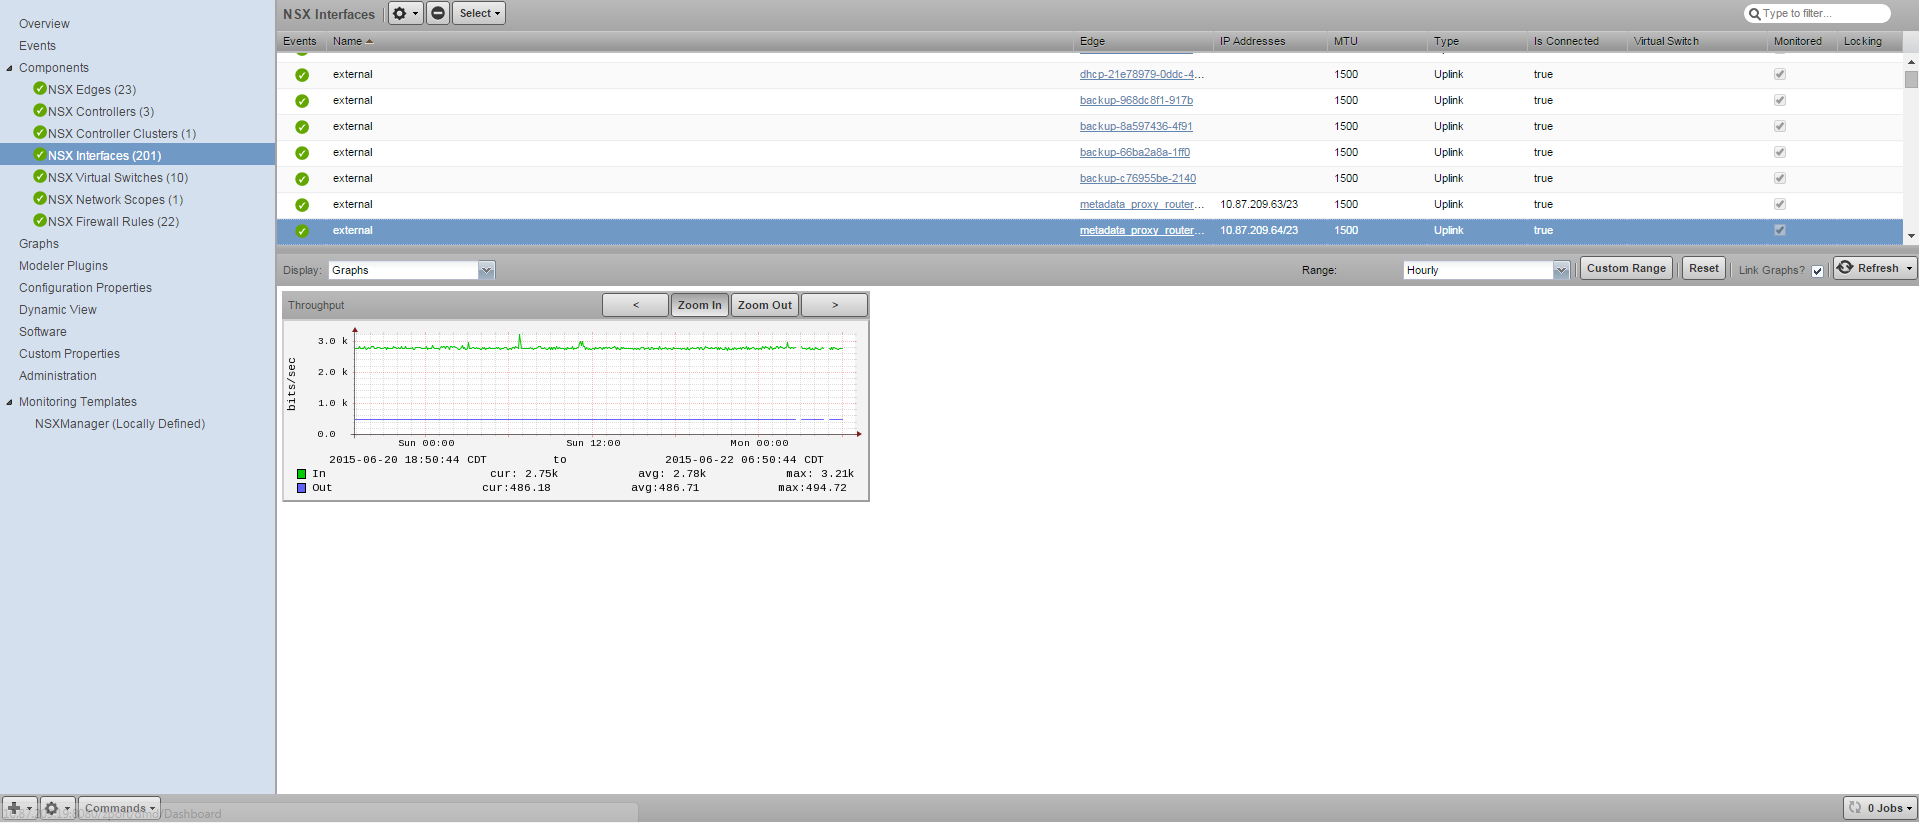 Overview
Events
Components
NSX Edges (23)
NSX Controllers (3)
NSX Controller Clusters (1)
NSX Interfaces (201)
NSX Virtual Switches (10)
NSX Network Scopes (1)
NSX Firewall Rules (22)
Graphs
Modeler Plugins
Configuration Properties
Dynamic View
Software
Custom Properties
Administration
Monitoring Templates
NSXManager (Locally Defined)
NSX Interfaces Select Type to filter...
Events Name Edge IP Addresses MTU Type Is Connected Virtual Switch Monitored Locking
external dhcp-21e78979-0ddc-4... 1500 Uplink true
external backup-968dc8f1-917b 1500 Uplink true
external backup-8a597436-4f91 1500 Uplink true
external backup-66ba2a8a-1ff0 1500 Uplink true
external backup-c76955be-2140 1500 Uplink true
external metadata_proxy_router... 10.87.209.63/23 1500 Uplink true
external metadata_proxy_router... 10.87.209.64/23 1500 Uplink true
Display: Graphs Range: Hourly Custom Range Reset Link Graphs? Refresh
Throughput < Zoom In Zoom Out >
bits/sec
3.0 k
2.0 k
1.0 k
0.0
Sun 00:00 Sun 12:00 Mon 00:00
2015-06-20 18:50:44 CDT to 2015-06-22 06:50:44 CDT
In cur: 2.75k avg: 2.78k max: 3.21k
Out cur:486.18 avg:486.71 max:494.72
Commands 0 Jobs
/Dashboard